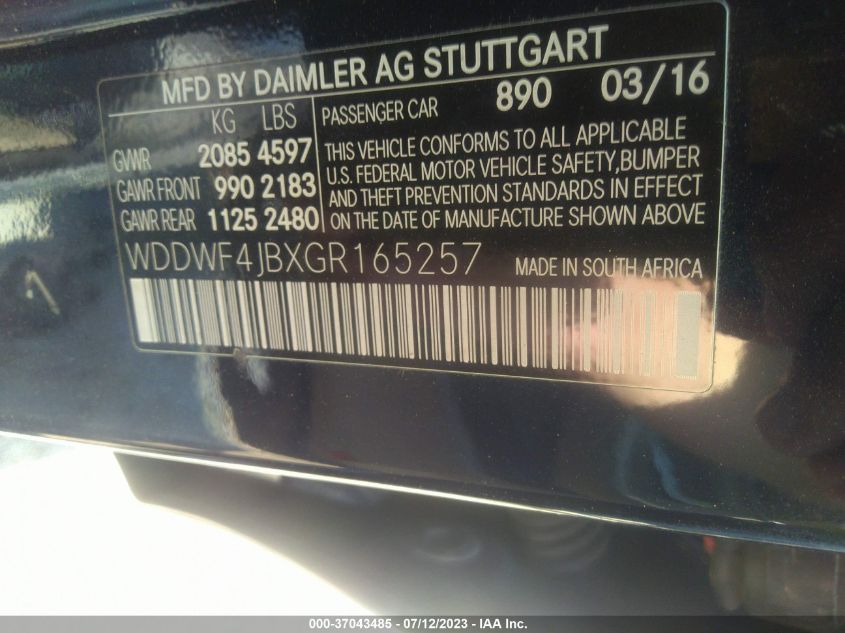 MFD BY DAIMLER AG STUTTGART
KG LBS
GVWR 2085 4597
GAWR FRONT 990 2183
GAWR REAR 1125 2480
PASSENGER CAR 890 03/16
THIS VEHICLE CONFORMS TO ALL APPLICABLE
U.S. FEDERAL MOTOR VEHICLE SAFETY,BUMPER
AND THEFT PREVENTION STANDARDS IN EFFECT
ON THE DATE OF MANUFACTURE SHOWN ABOVE.
WDDWF4JBXGR165257 MADE IN SOUTH AFRICA
000-37043485 - 07/12/2023 - IAA Inc.